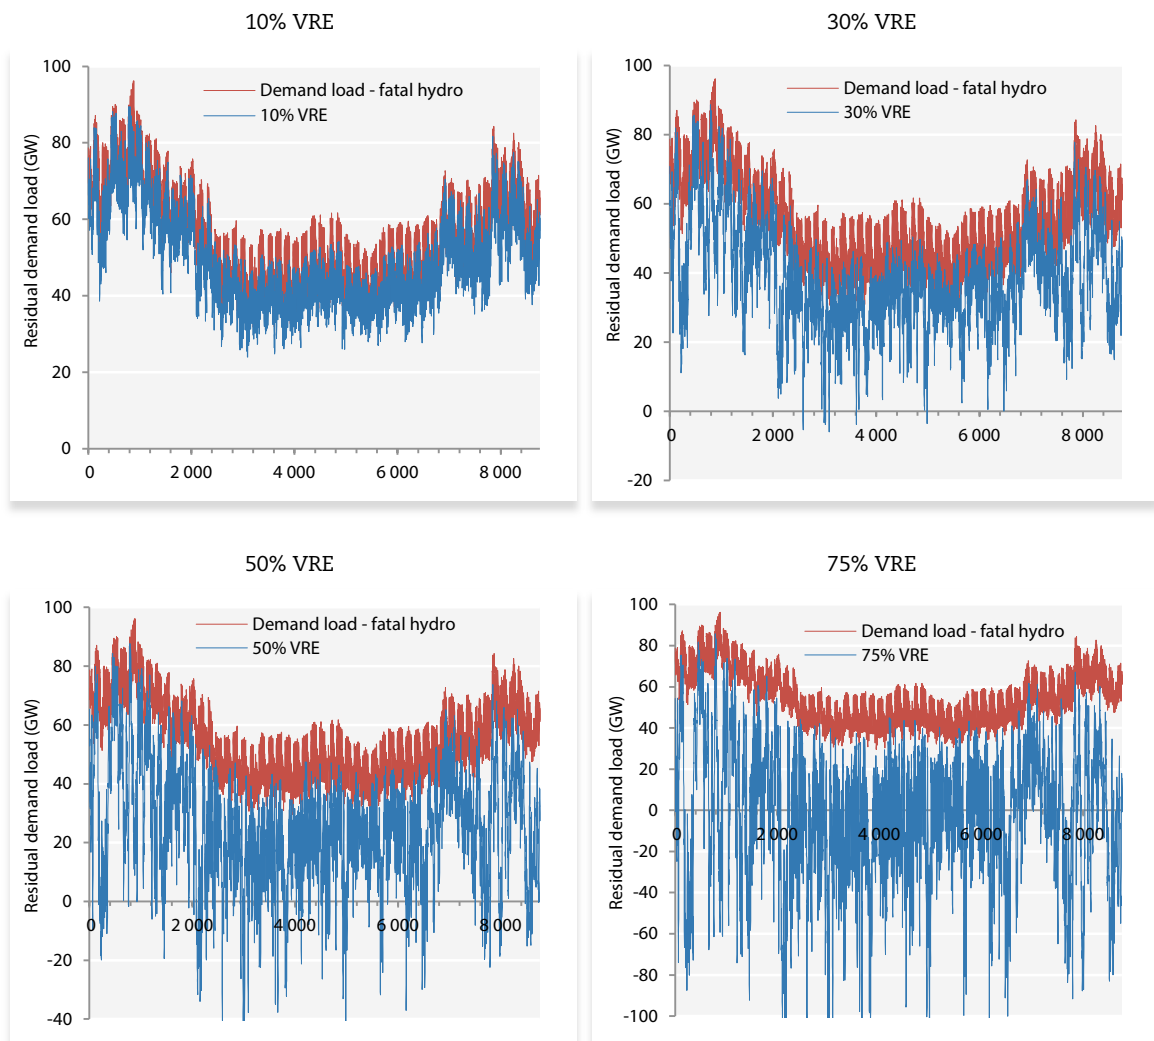 10% VRE
100
80
60
40
20
0
Residual demand load (GW)
Demand load - fatal hydro
10% VRE
0 2 000 4 000 6 000 8 000
30% VRE
100
80
60
40
20
0
-20
Residual demand load (GW)
Demand load - fatal hydro
30% VRE
0 2 000 4 000 6 000 8 000
50% VRE
100
80
60
40
20
0
-20
-40
Residual demand load (GW)
Demand load - fatal hydro
50% VRE
0 2 000 4 000 6 000 8 000
75% VRE
100
80
60
40
20
0
-20
-40
-60
-80
-100
Residual demand load (GW)
Demand load - fatal hydro
75% VRE
0 2 000 4 000 6 000 8 000